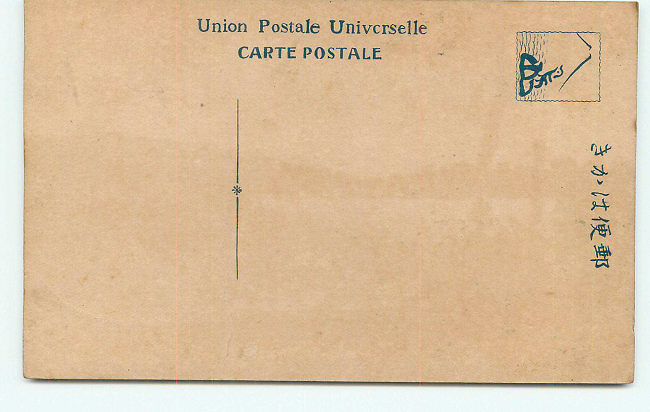 Union Postale Universelle
CARTE POSTALE
郵便はかき